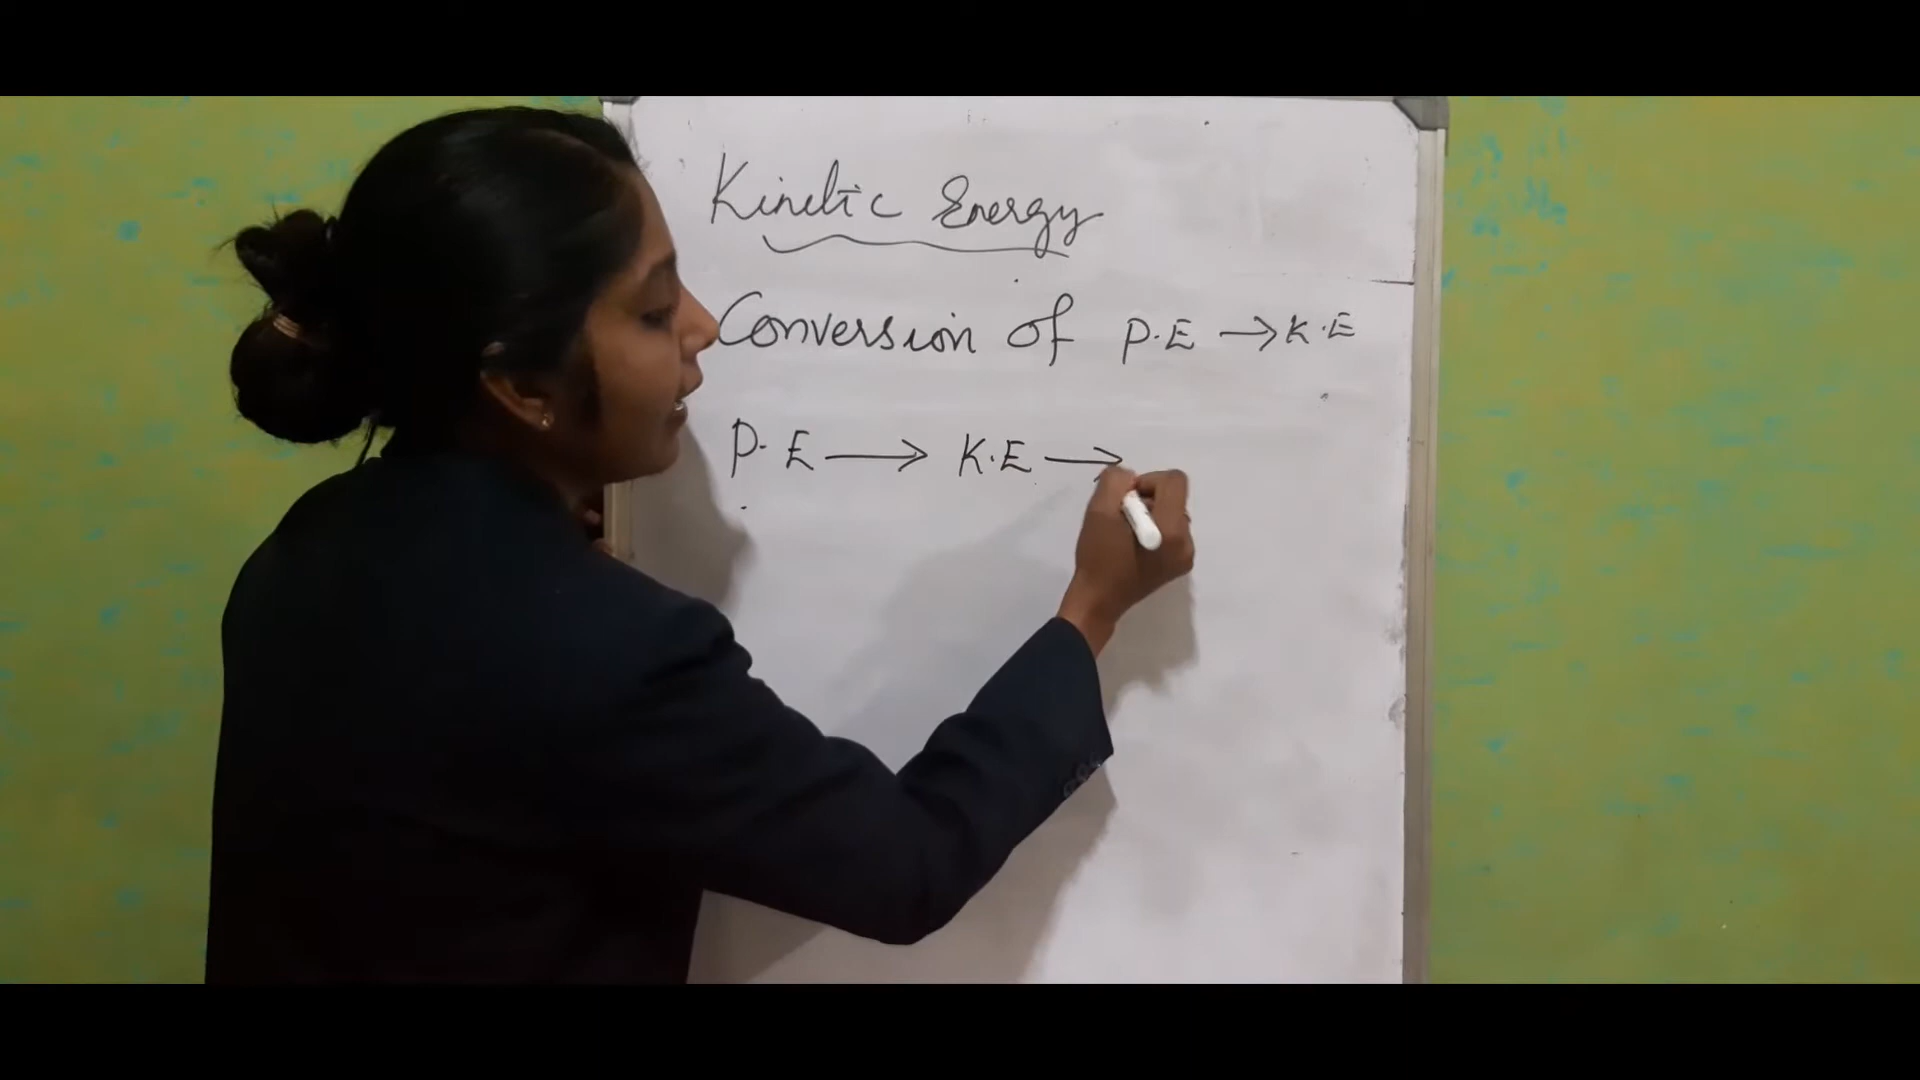 Kinetic Energy
Conversion of P.E → K.E
P.E → K.E →